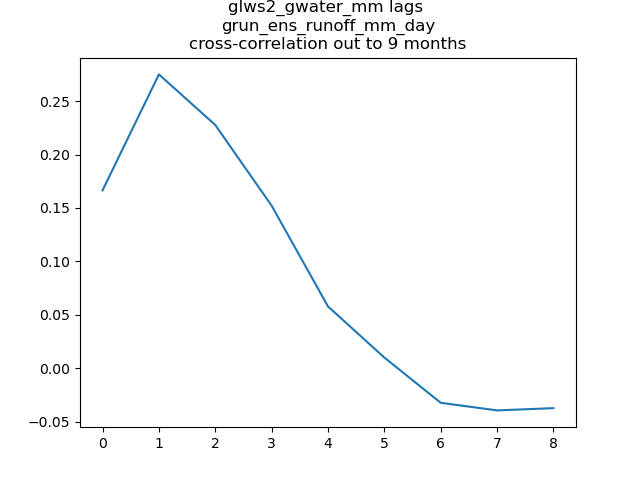 glws2_gwater_mm lags
grun_ens_runoff_mm_day
cross-correlation out to 9 months
0.25
0.20
0.15
0.10
0.05
0.00
−0.05
0 1 2 3 4 5 6 7 8